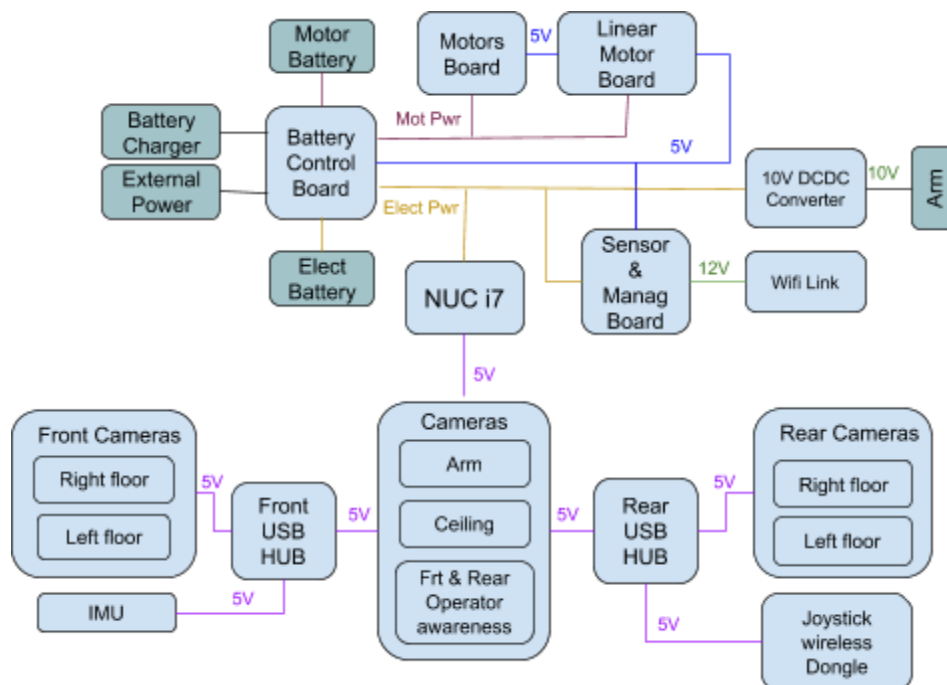 Motor
Battery
Motors
Board
5V
Linear
Motor
Board
Battery
Charger
External
Power
Battery
Control
Board
Mot Pwr
5V
Elect Pwr
10V DCDC
Converter
10V
Arm
Elect
Battery
NUC i7
Sensor
&
Manag
Board
12V
Wifi Link
5V
Front Cameras
Right floor
Left floor
5V
Front
USB
HUB
5V
IMU
5V
Cameras
Arm
Ceiling
Frt & Rear
Operator
awareness
5V
Rear
USB
HUB
5V
Rear Cameras
Right floor
Left floor
5V
Joystick
wireless
Dongle